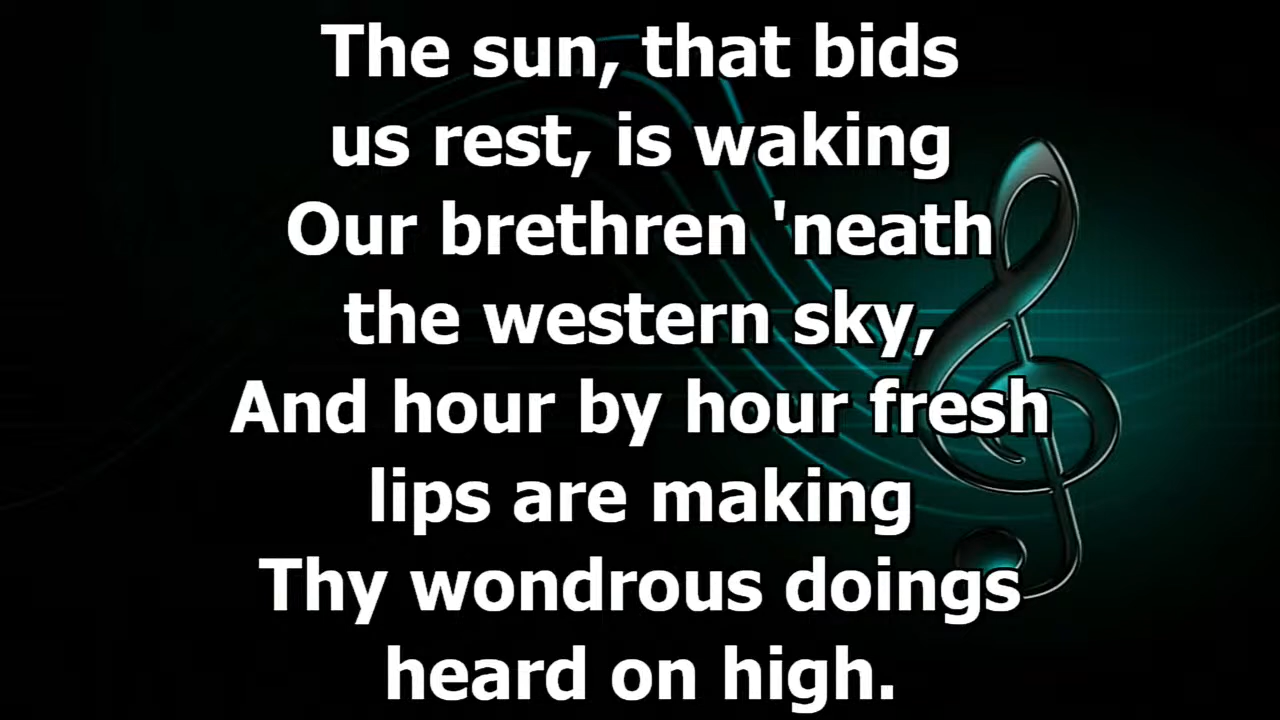 The sun, that bids
us rest, is waking
Our brethren 'neath
the western sky,
And hour by hour fresh
lips are making
Thy wondrous doings
heard on high.